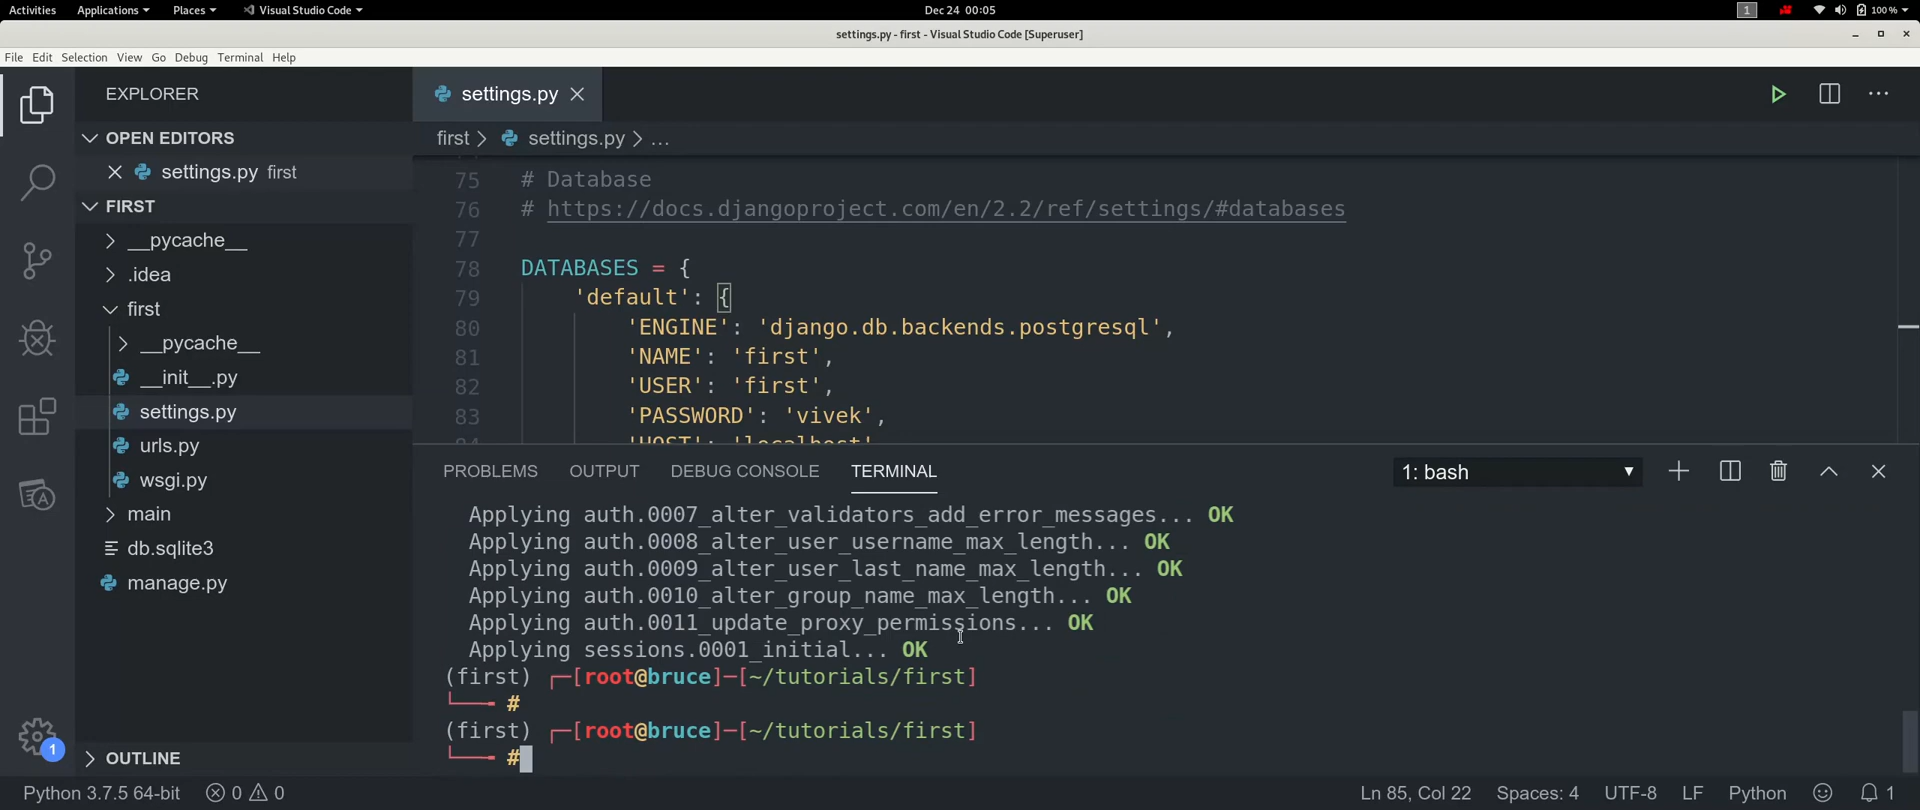 Activities Applications Places Visual Studio Code Dec 24 00:05 1 100 %
settings.py - first - Visual Studio Code [Superuser]
File Edit Selection View Go Debug Terminal Help
EXPLORER
OPEN EDITORS
settings.py first
FIRST
__pycache__
.idea
first
__pycache__
__init__.py
settings.py
urls.py
wsgi.py
main
db.sqlite3
manage.py
OUTLINE
settings.py
first > settings.py > ...
75 # Database
76 # https://docs.djangoproject.com/en/2.2/ref/settings/#databases
77
78 DATABASES = {
79 'default': {
80 'ENGINE': 'django.db.backends.postgresql',
81 'NAME': 'first',
82 'USER': 'first',
83 'PASSWORD': 'vivek',
84 'HOST': 'localhost'
PROBLEMS OUTPUT DEBUG CONSOLE TERMINAL 1: bash
Applying auth.0007_alter_validators_add_error_messages... OK
Applying auth.0008_alter_user_username_max_length... OK
Applying auth.0009_alter_user_last_name_max_length... OK
Applying auth.0010_alter_group_name_max_length... OK
Applying auth.0011_update_proxy_permissions... OK
Applying sessions.0001_initial... OK
(first) ┌─[root@bruce]─[~/tutorials/first]
└──╼ #
(first) ┌─[root@bruce]─[~/tutorials/first]
└──╼ #
1
Python 3.7.5 64-bit 0 0 Ln 85, Col 22 Spaces: 4 UTF-8 LF Python 1